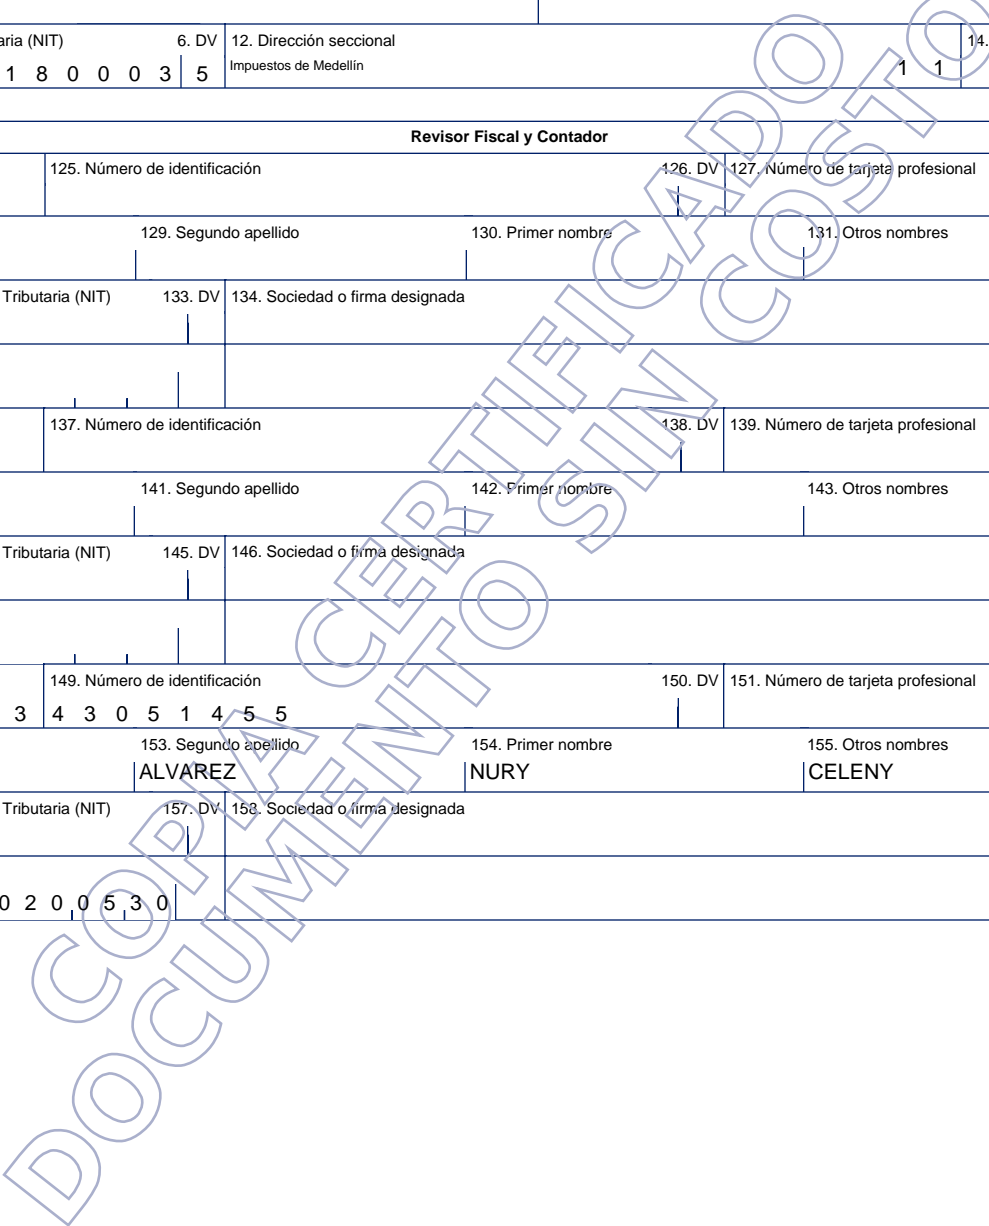 aria (NIT) 6. DV 12. Dirección seccional 14.
1 8 0 0 0 3 5 Impuestos de Medellín 1 1
Revisor Fiscal y Contador
125. Número de identificación 126. DV 127. Número de tarjeta profesional
129. Segundo apellido 130. Primer nombre 131. Otros nombres
Tributaria (NIT) 133. DV 134. Sociedad o firma designada
137. Número de identificación 138. DV 139. Número de tarjeta profesional
141. Segundo apellido 142. Primer nombre 143. Otros nombres
Tributaria (NIT) 145. DV 146. Sociedad o firma designada
149. Número de identificación 150. DV 151. Número de tarjeta profesional
3 4 3 0 5 1 4 5 5
153. Segundo apellido 154. Primer nombre 155. Otros nombres
ALVAREZ NURY CELENY
Tributaria (NIT) 157. DV 158. Sociedad o firma designada
0 2 0 0 5 3 0
COPIA CERTIFICADO
DOCUMENTO SIN COSTO